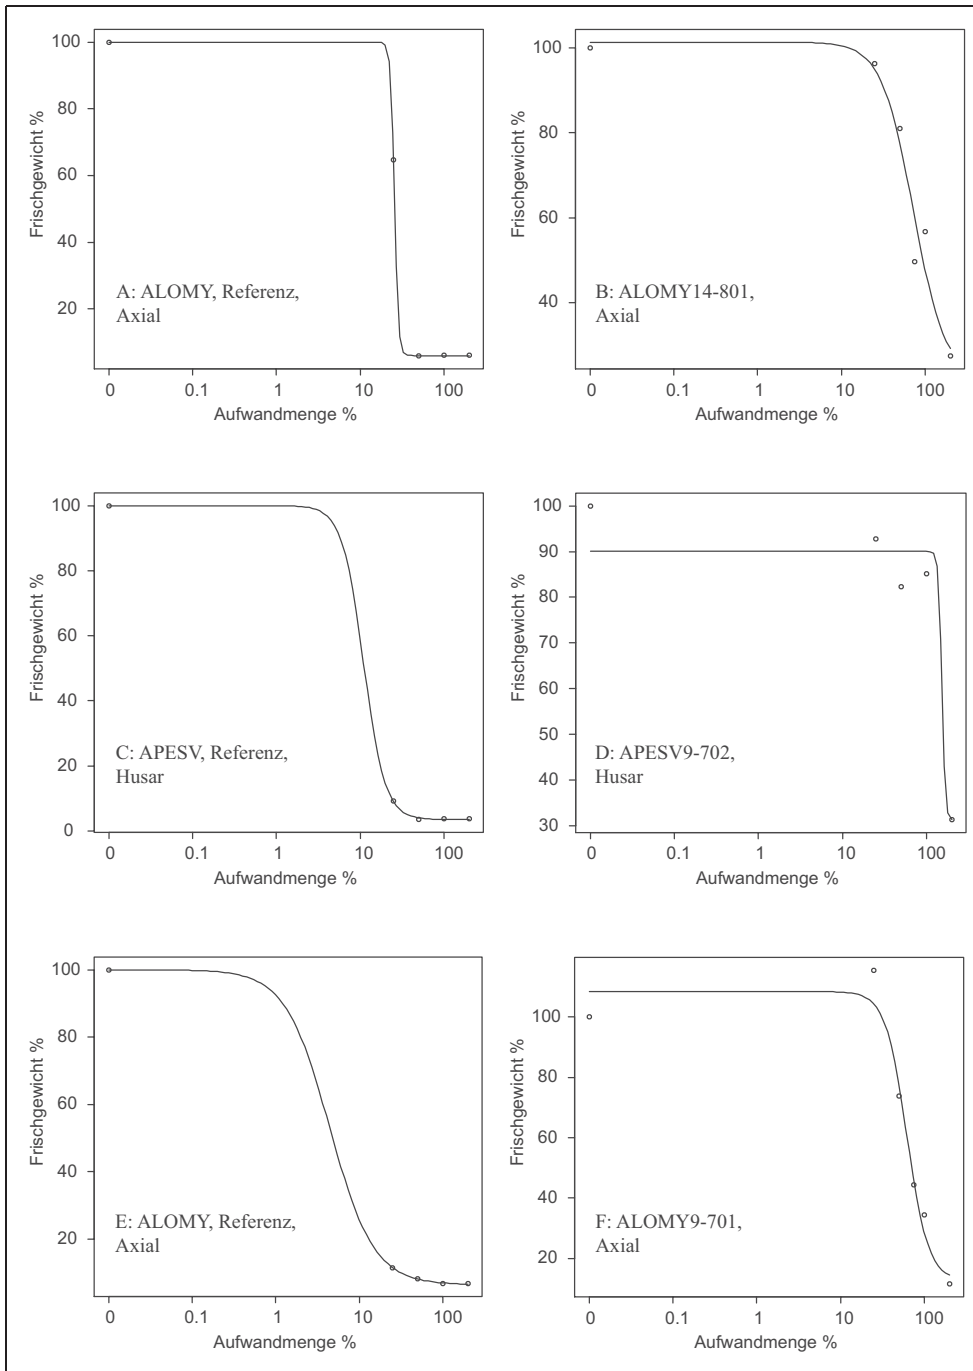 100
80
60
40
20
Frischgewicht %
A: ALOMY, Referenz,
Axial
0 0.1 1 10 100
Aufwandmenge %
100
80
60
40
Frischgewicht %
B: ALOMY14-801,
Axial
0 0.1 1 10 100
Aufwandmenge %
100
80
60
40
20
0
Frischgewicht %
C: APESV, Referenz,
Husar
0 0.1 1 10 100
Aufwandmenge %
100
90
80
70
60
50
40
30
Frischgewicht %
D: APESV9-702,
Husar
0 0.1 1 10 100
Aufwandmenge %
100
80
60
40
20
Frischgewicht %
E: ALOMY, Referenz,
Axial
0 0.1 1 10 100
Aufwandmenge %
100
80
60
40
20
Frischgewicht %
F: ALOMY9-701,
Axial
0 0.1 1 10 100
Aufwandmenge %